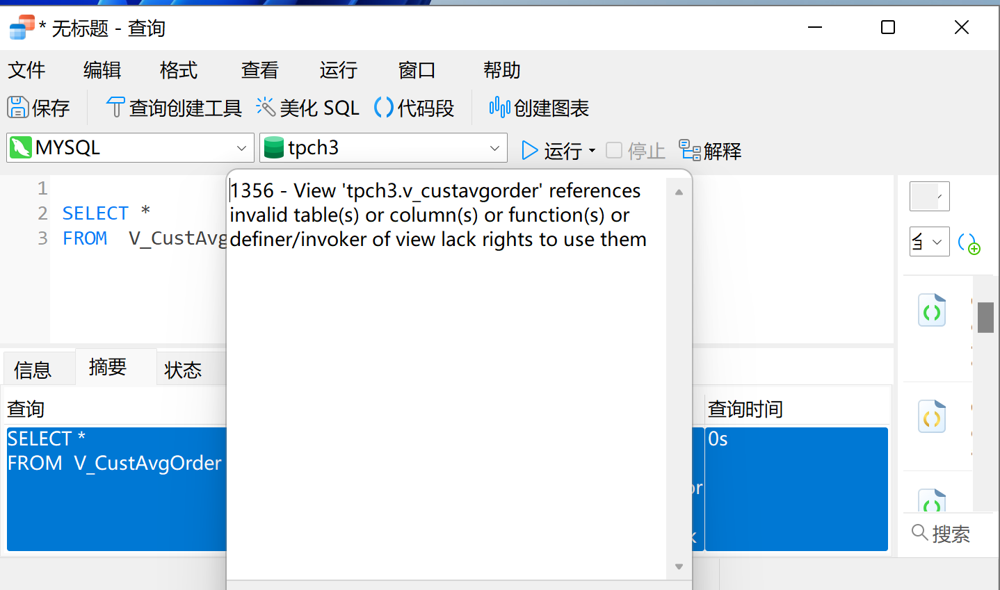 * 无标题 - 查询
文件 编辑 格式 查看 运行 窗口 帮助
保存 查询创建工具 美化 SQL 代码段 创建图表
MYSQL tpch3 运行 停止 解释
1
2 SELECT *
3 FROM V_CustAvg
1356 - View 'tpch3.v_custavgorder' references
invalid table(s) or column(s) or function(s) or
definer/invoker of view lack rights to use them
信息 摘要 状态
查询 查询时间
SELECT * 0s
FROM V_CustAvgOrder
搜索